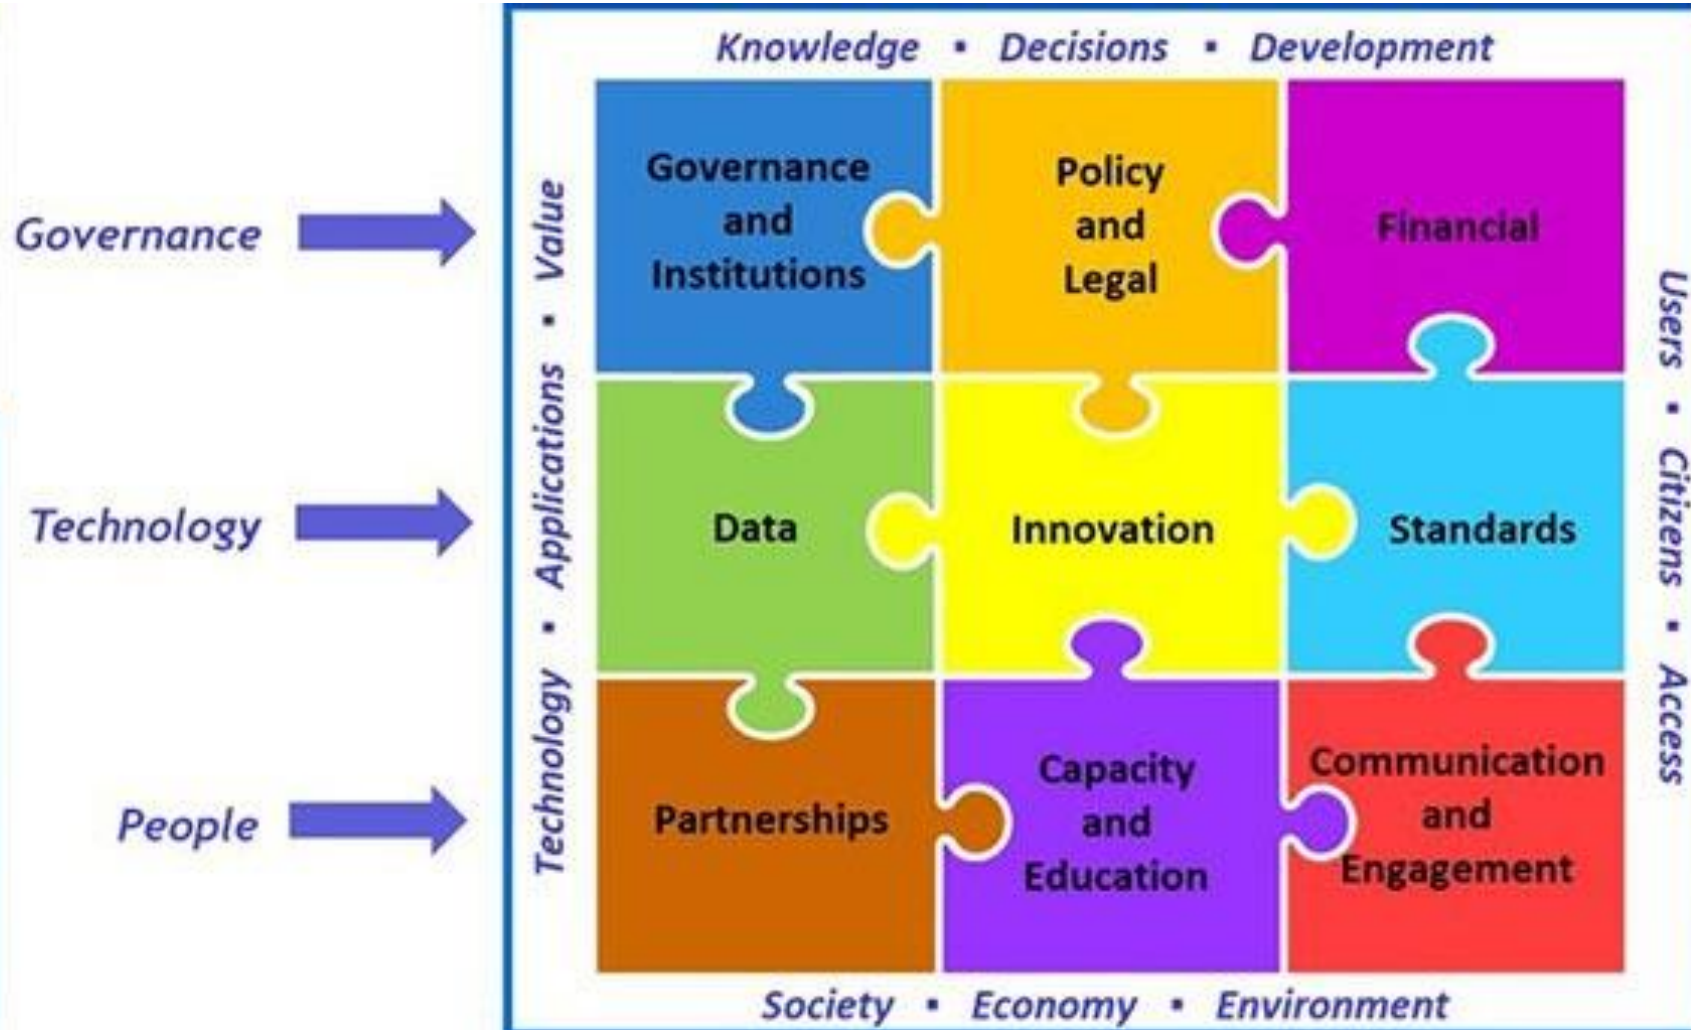 Knowledge ▪ Decisions ▪ Development
Governance
Technology
People
Technology ▪ Applications ▪ Value
Governance
and
Institutions
Policy
and
Legal
Financial
Data
Innovation
Standards
Partnerships
Capacity
and
Education
Communication
and
Engagement
Users ▪ Citizens ▪ Access
Society ▪ Economy ▪ Environment